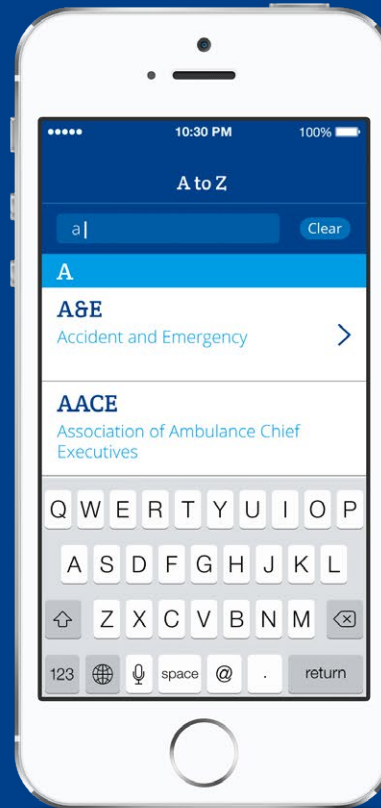 10:30 PM 100%
A to Z
a Clear
A
A&E
Accident and Emergency
AACE
Association of Ambulance Chief
Executives
Q W E R T Y U I O P
A S D F G H J K L
Z X C V B N M
123 space @ . return